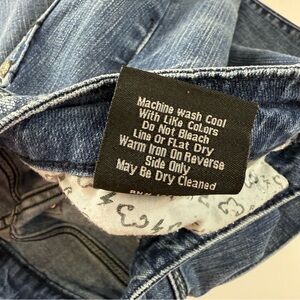 Machine wash Cool
With Like Colors
Do Not Bleach
Line or Flat Dry
Warm Iron On Reverse
Side Only
May Be Dry Cleaned